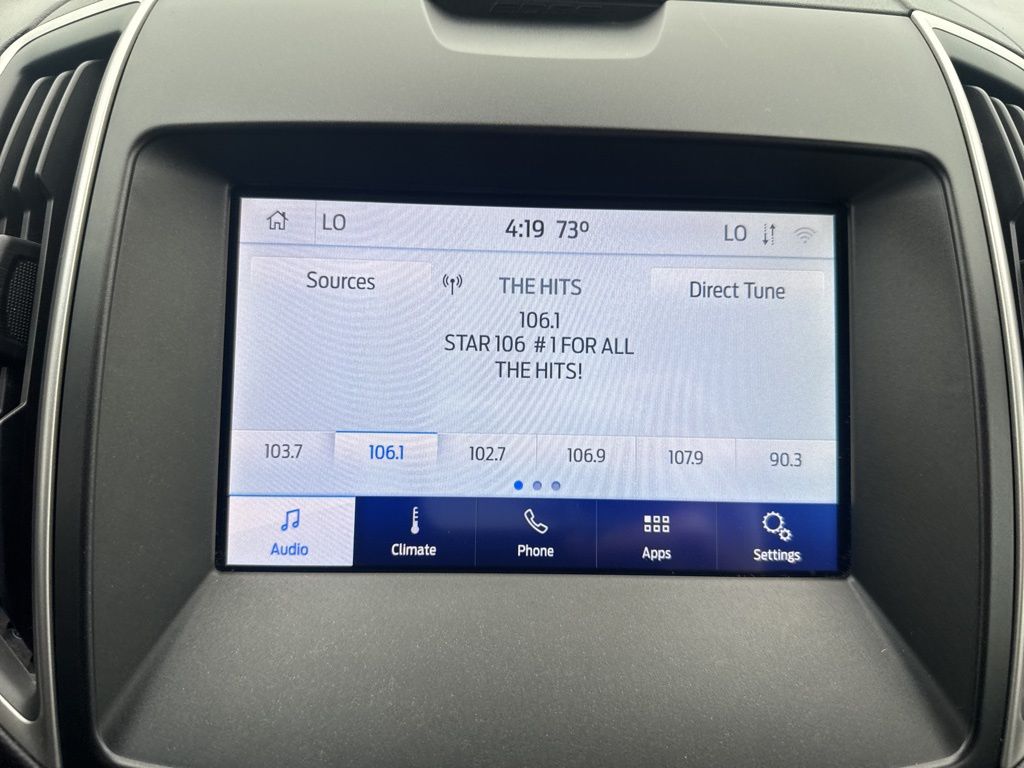 LO 4:19 73° LO
Sources THE HITS Direct Tune
106.1
STAR 106 #1 FOR ALL
THE HITS!
103.7 106.1 102.7 106.9 107.9 90.3
Audio Climate Phone Apps Settings